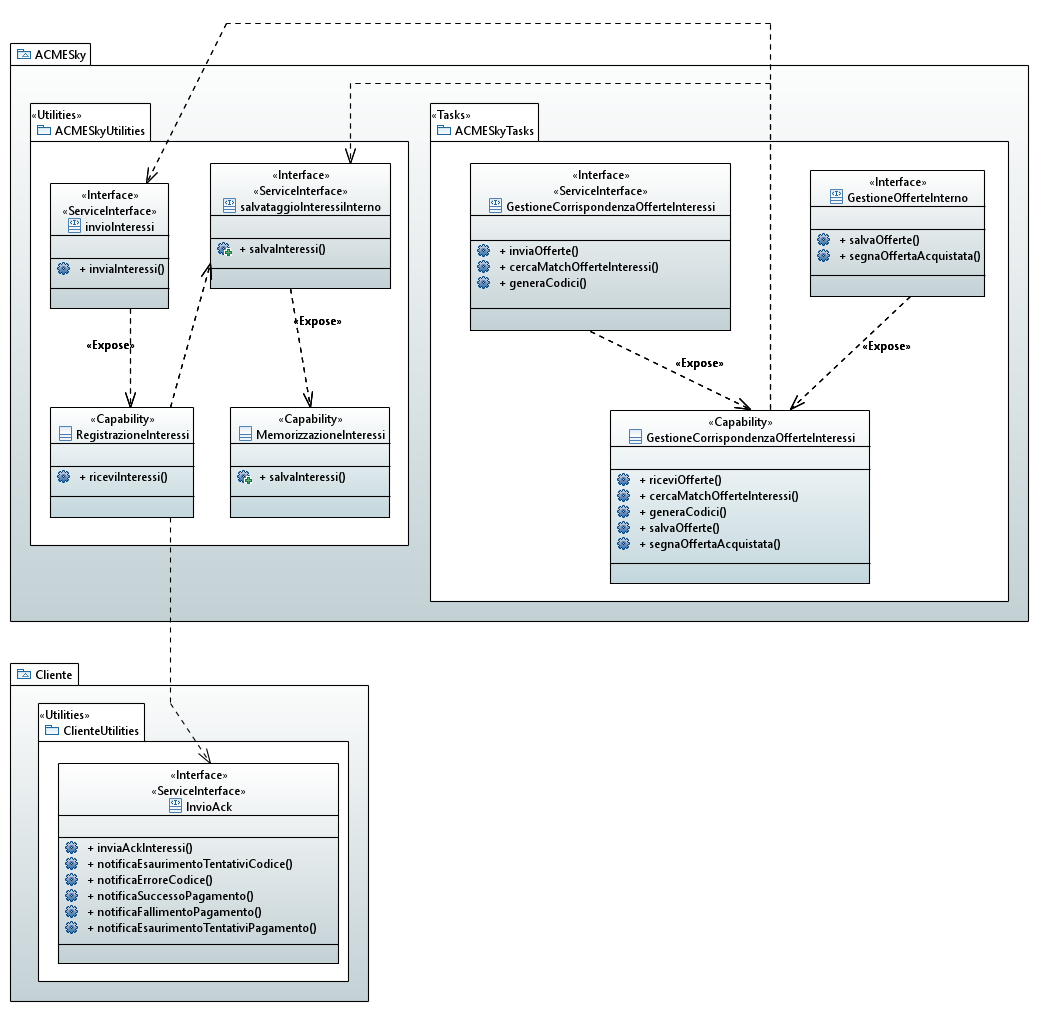 ACMESky
«Utilities»
ACMESkyUtilities
«Interface»
«ServiceInterface»
invioInteressi
+ inviaInteressi()
«Interface»
«ServiceInterface»
salvataggioInteressiInterno
+ salvaInteressi()
«Expose»
«Expose»
«Capability»
RegistrazioneInteressi
+ riceviInteressi()
«Capability»
MemorizzazioneInteressi
+ salvaInteressi()
«Tasks»
ACMESkyTasks
«Interface»
«ServiceInterface»
GestioneCorrispondenzaOfferteInteressi
+ inviaOfferte()
+ cercaMatchOfferteInteressi()
+ generaCodici()
«Interface»
GestioneOfferteInterno
+ salvaOfferte()
+ segnaOffertaAcquistata()
«Expose»
«Expose»
«Capability»
GestioneCorrispondenzaOfferteInteressi
+ riceviOfferte()
+ cercaMatchOfferteInteressi()
+ generaCodici()
+ salvaOfferte()
+ segnaOffertaAcquistata()
Cliente
«Utilities»
ClienteUtilities
«Interface»
«ServiceInterface»
InvioAck
+ inviaAckInteressi()
+ notificaEsaurimentoTentativiCodice()
+ notificaErroreCodice()
+ notificaSuccessoPagamento()
+ notificaFallimentoPagamento()
+ notificaEsaurimentoTentativiPagamento()